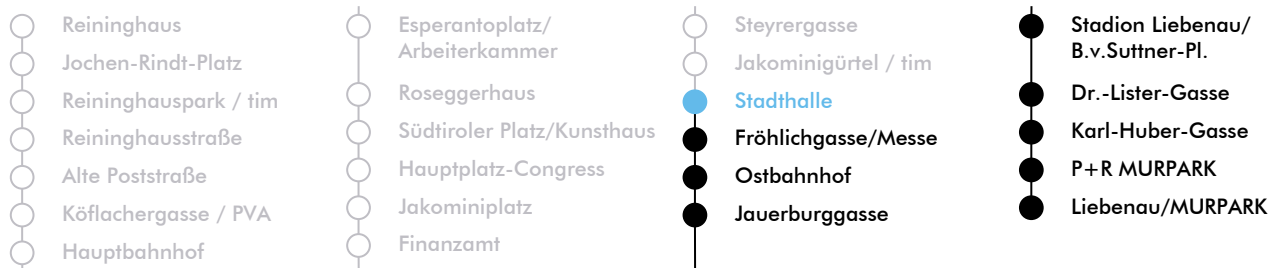 Reininghaus
Jochen-Rindt-Platz
Reininghauspark / tim
Reininghausstraße
Alte Poststraße
Köflachergasse / PVA
Hauptbahnhof
Esperantoplatz/
Arbeiterkammer
Roseggerhaus
Südtiroler Platz/Kunsthaus
Hauptplatz-Congress
Jakominiplatz
Finanzamt
Steyrergasse
Jakominigürtel / tim
Stadthalle
Fröhlichgasse/Messe
Ostbahnhof
Jauerburggasse
Stadion Liebenau/
B.v.Suttner-Pl.
Dr.-Lister-Gasse
Karl-Huber-Gasse
P+R MURPARK
Liebenau/MURPARK